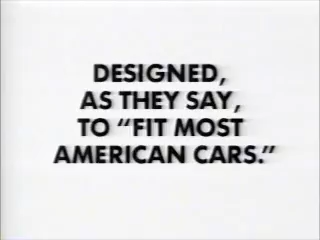 DESIGNED,
AS THEY SAY,
TO “FIT MOST
AMERICAN CARS.”